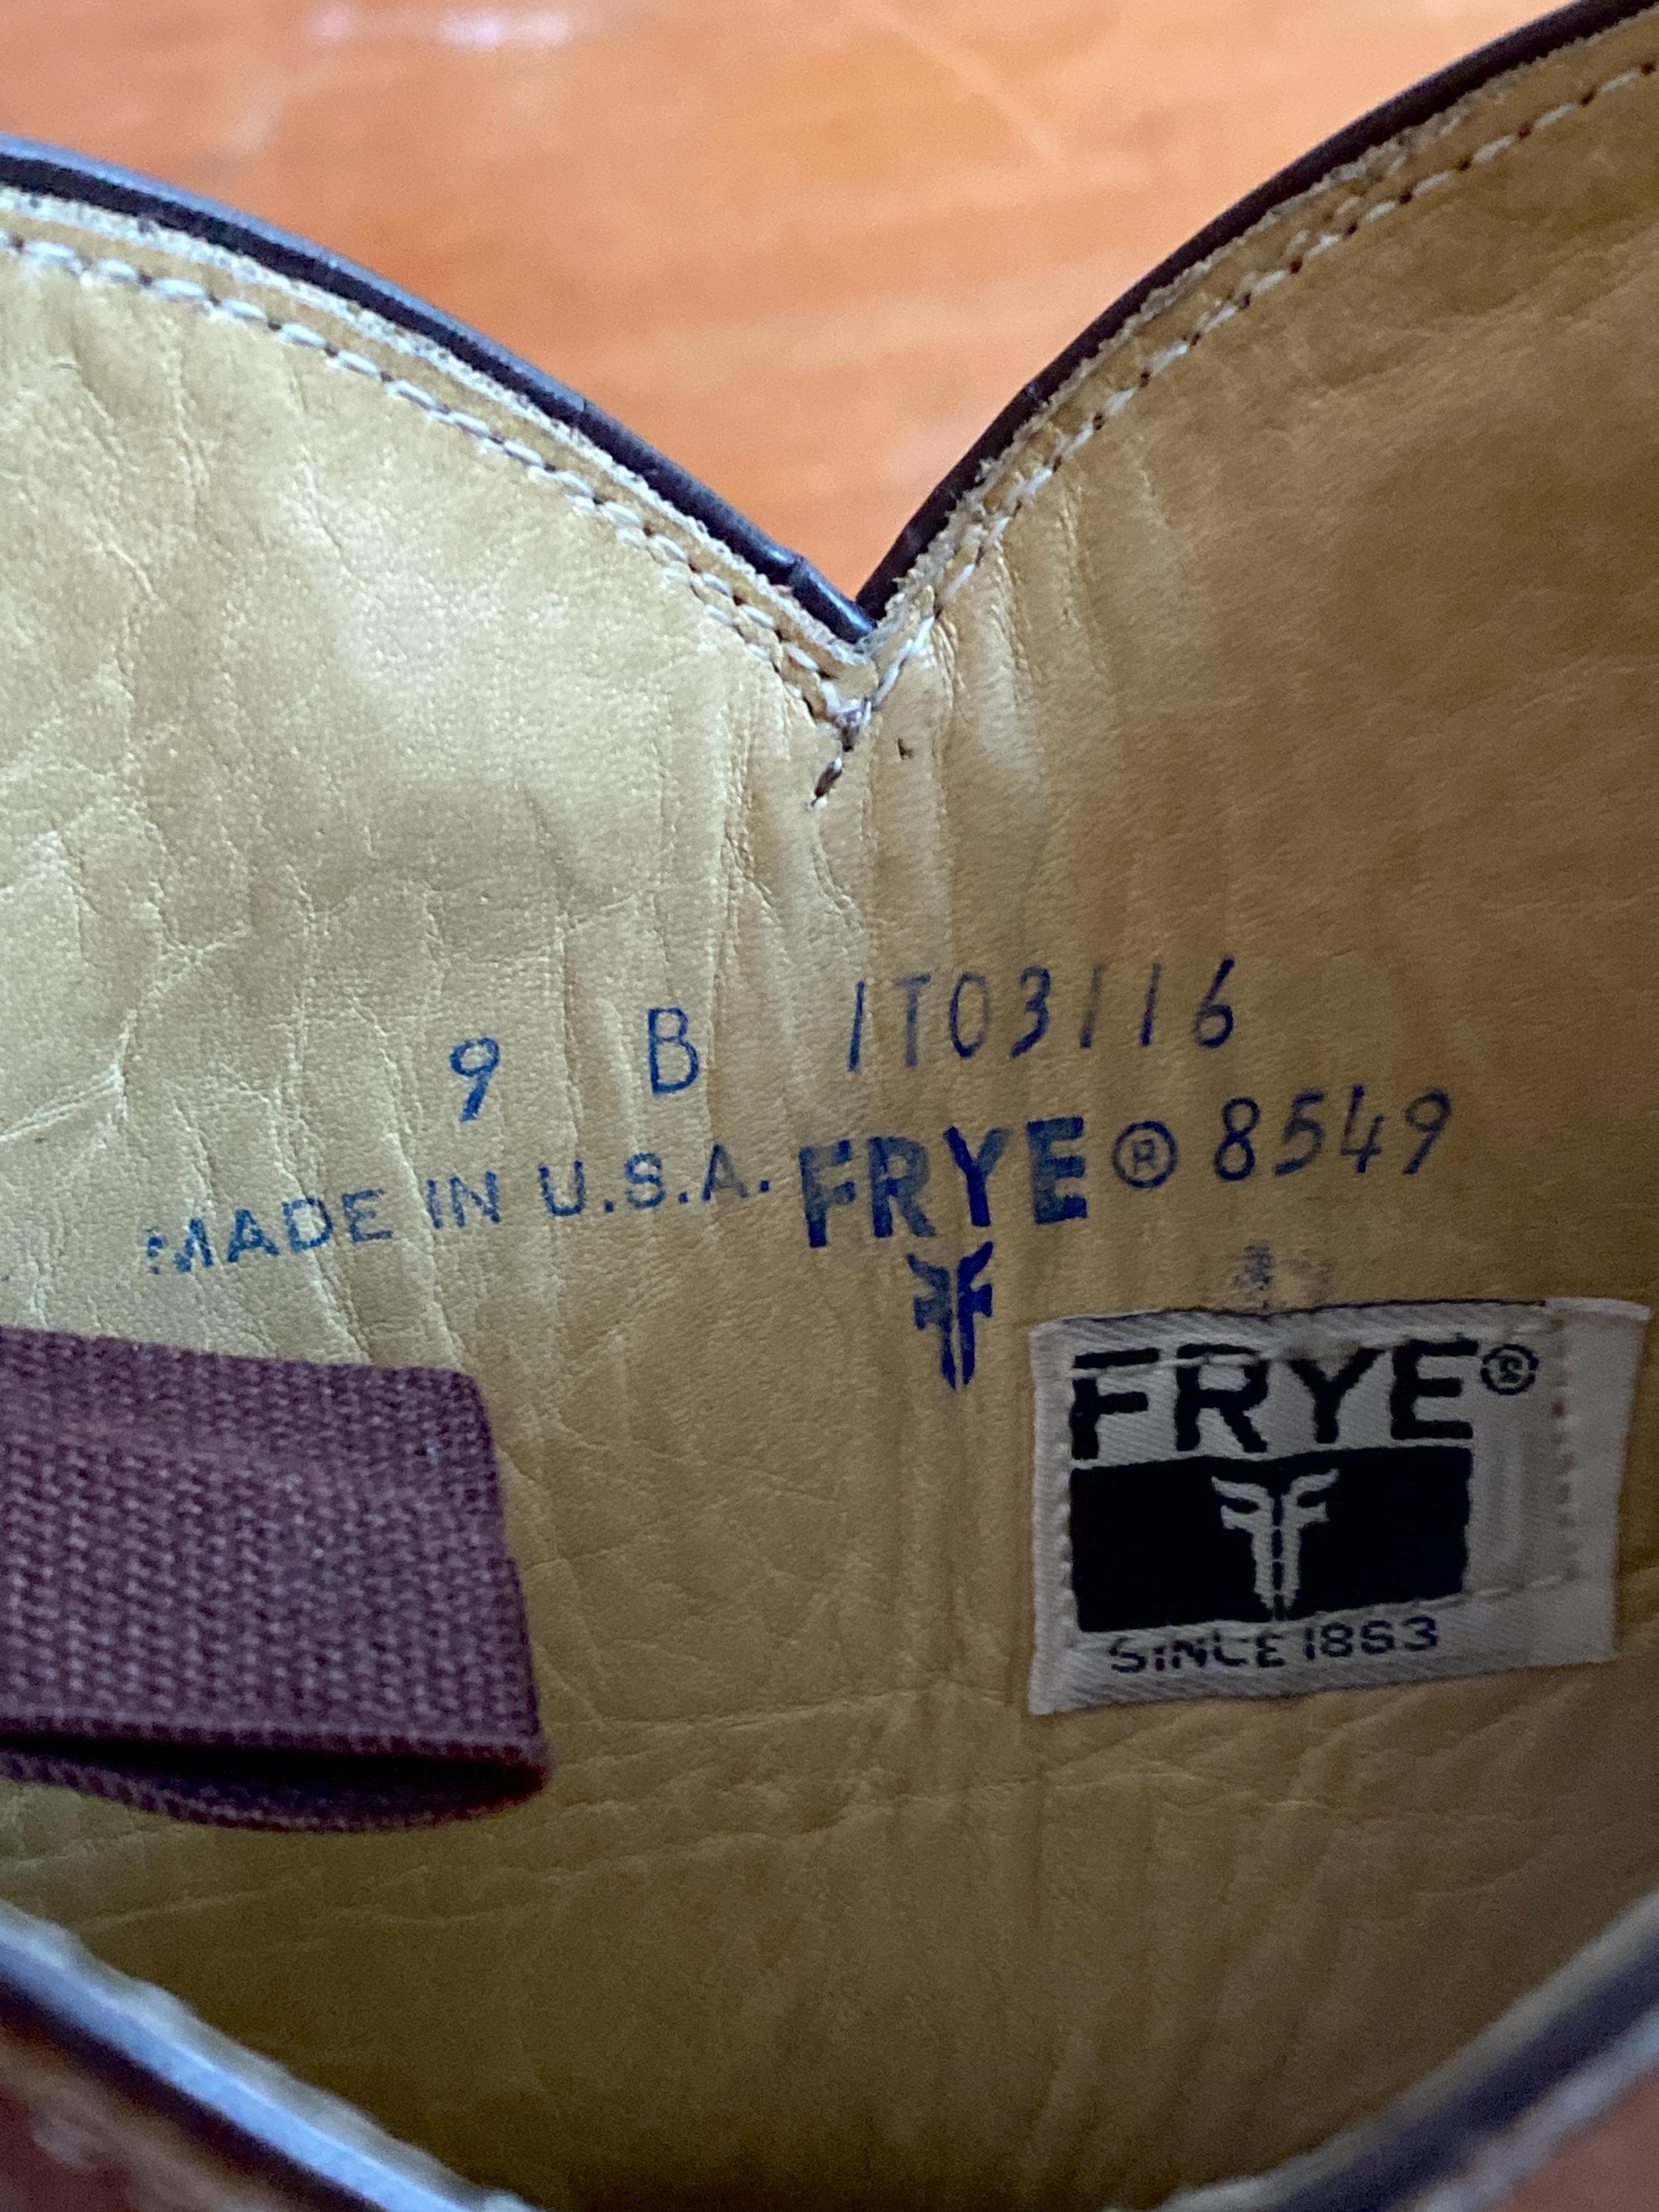 9 B 1T03116
MADE IN U.S.A. FRYE® 8549
FRYE®
SINCE 1863